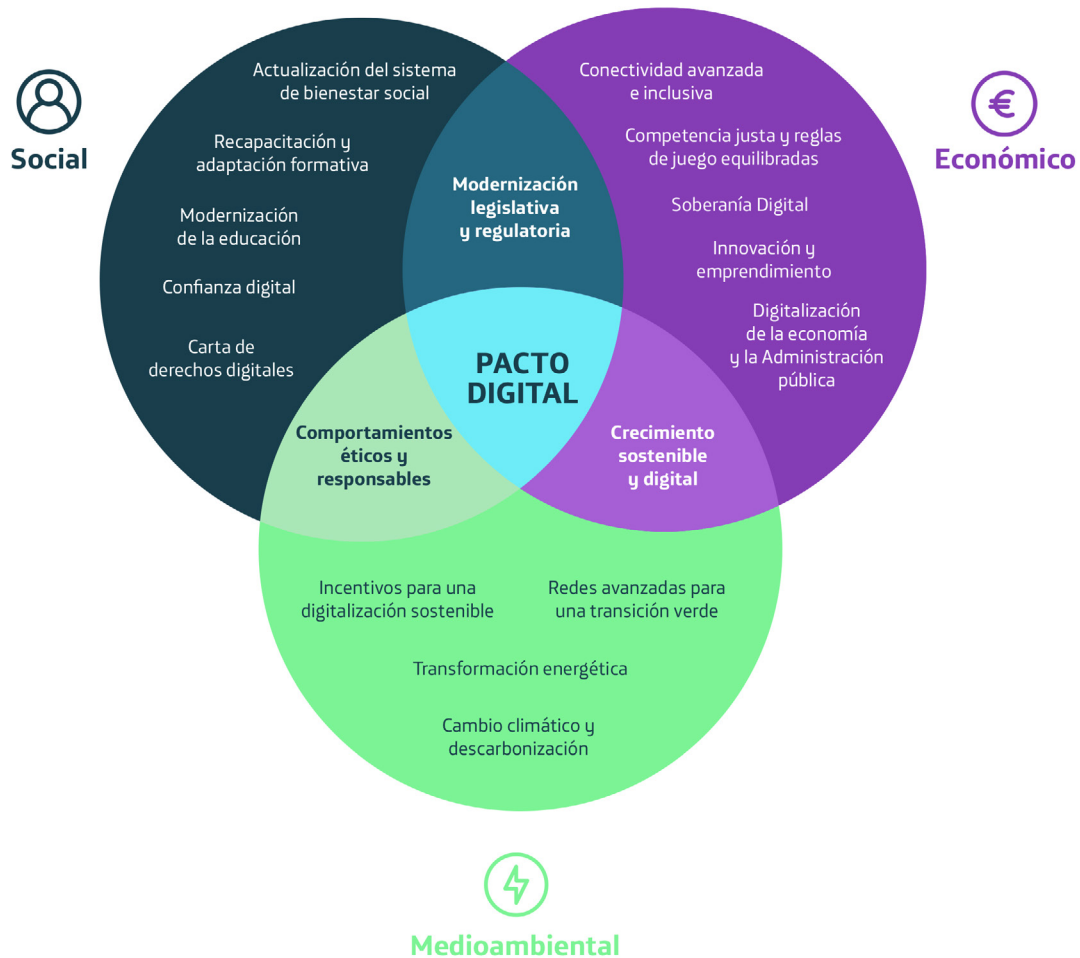 Social
Actualización del sistema
de bienestar social
Recapacitación y
adaptación formativa
Modernización
de la educación
Confianza digital
Carta de
derechos digitales
Modernización
legislativa
y regulatoria
Económico
Conectividad avanzada
e inclusiva
Competencia justa y reglas
de juego equilibradas
Soberanía Digital
Innovación y
emprendimiento
Digitalización
de la economía
y la Administración
pública
PACTO
DIGITAL
Comportamientos
éticos y
responsables
Crecimiento
sostenible
y digital
Incentivos para una
digitalización sostenible
Redes avanzadas para
una transición verde
Transformación energética
Cambio climático y
descarbonización
Medioambiental